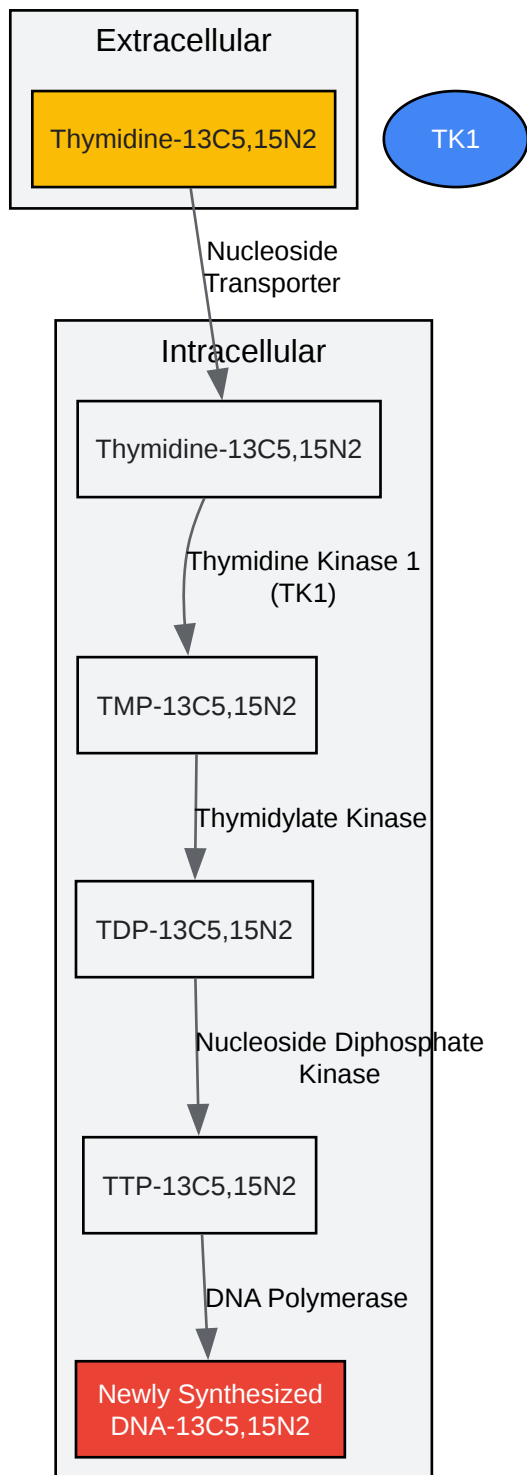 Extracellular
Thymidine-13C5,15N2
TK1
Nucleoside
Transporter
Intracellular
Thymidine-13C5,15N2
Thymidine Kinase 1
(TK1)
TMP-13C5,15N2
Thymidylate Kinase
TDP-13C5,15N2
Nucleoside Diphosphate
Kinase
TTP-13C5,15N2
DNA Polymerase
Newly Synthesized
DNA-13C5,15N2